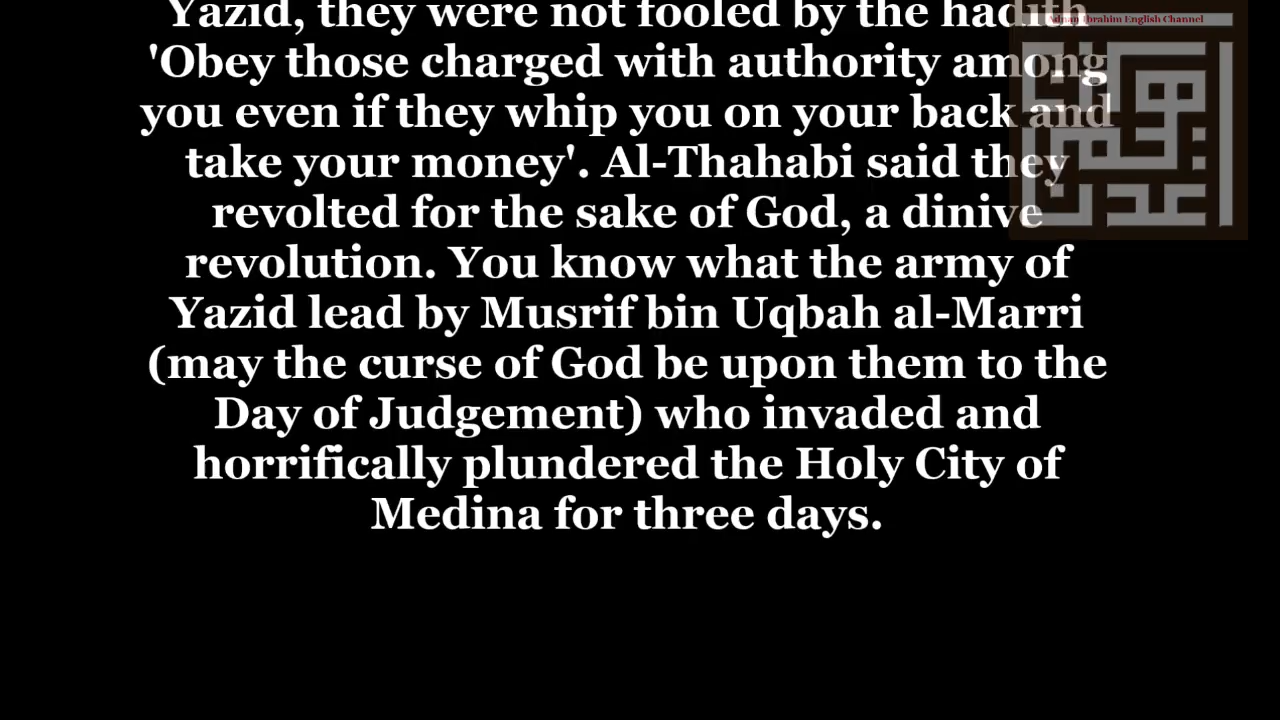 Yazid, they were not fooled by the hadith
'Obey those charged with authority among
you even if they whip you on your back and
take your money'. Al-Thahabi said they
revolted for the sake of God, a dinive
revolution. You know what the army of
Yazid lead by Musrif bin Uqbah al-Marri
(may the curse of God be upon them to the
Day of Judgement) who invaded and
horrifically plundered the Holy City of
Medina for three days.
Adnan Ibrahim English Channel